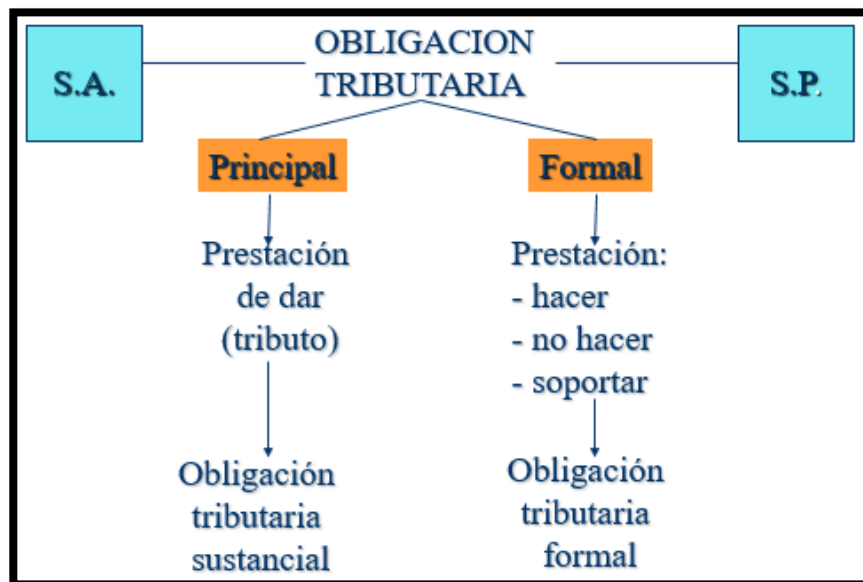 S.A.
OBLIGACION
TRIBUTARIA
S.P.
Principal
Prestación
de dar
(tributo)
Obligación
tributaria
sustancial
Formal
Prestación:
- hacer
- no hacer
- soportar
Obligación
tributaria
formal